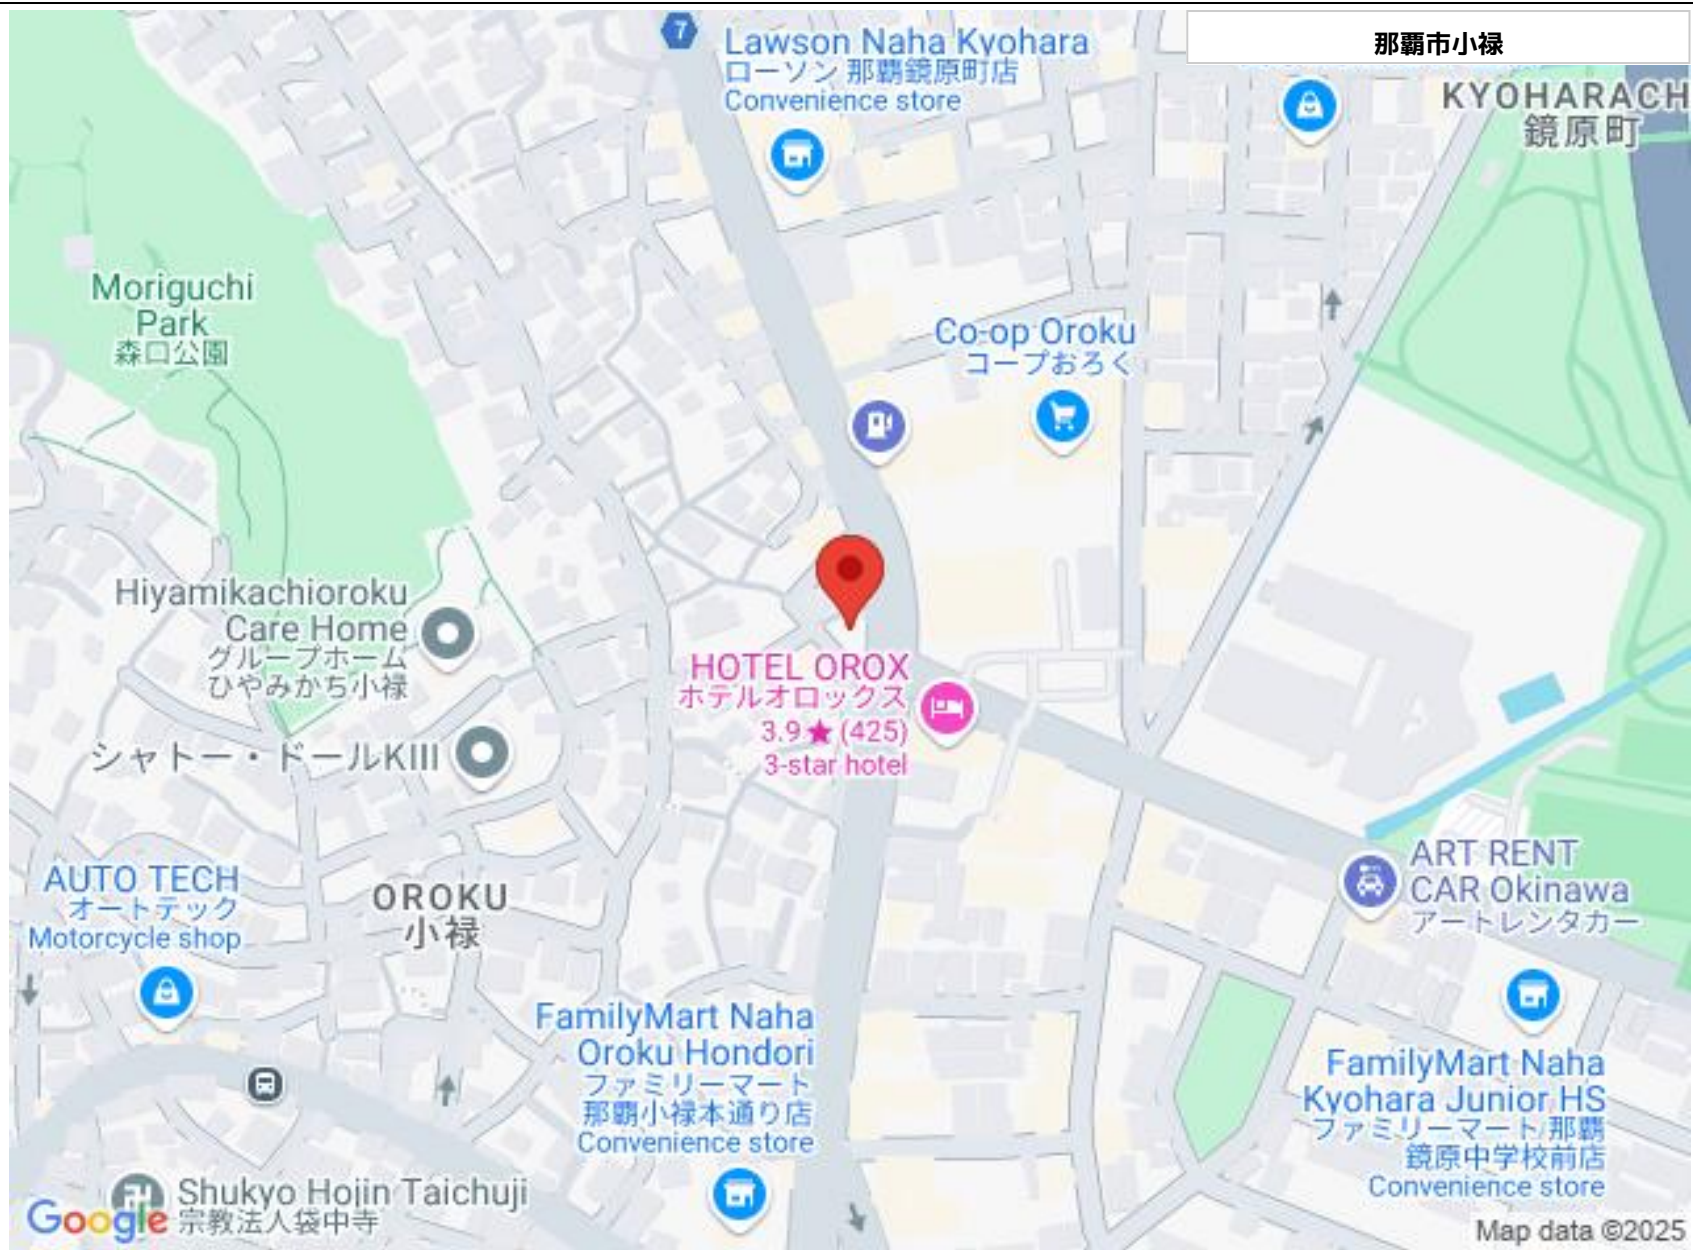 7
Lawson Naha Kyohara
ローソン 那覇鏡原町店
Convenience store
那覇市小禄
KYOHARACH
鏡原町
Moriguchi
Park
森口公園
Co-op Oroku
コープおろく
Hiyamikachioroku
Care Home
グループホーム
ひやみかち小禄
HOTEL OROX
ホテルオロックス
3.9★ (425)
3-star hotel
シャトー・ドールKIII
AUTO TECH
オートテック
Motorcycle shop
OROKU
小禄
ART RENT
CAR Okinawa
アートレンタカー
FamilyMart Naha
Oroku Hondori
ファミリーマート
那覇小禄本通り店
Convenience store
FamilyMart Naha
Kyohara Junior HS
ファミリーマート/那覇
鏡原中学校前店
Convenience store
Shukyo Hojin Taichuji
宗教法人袋中寺
Google
Map data ©2025